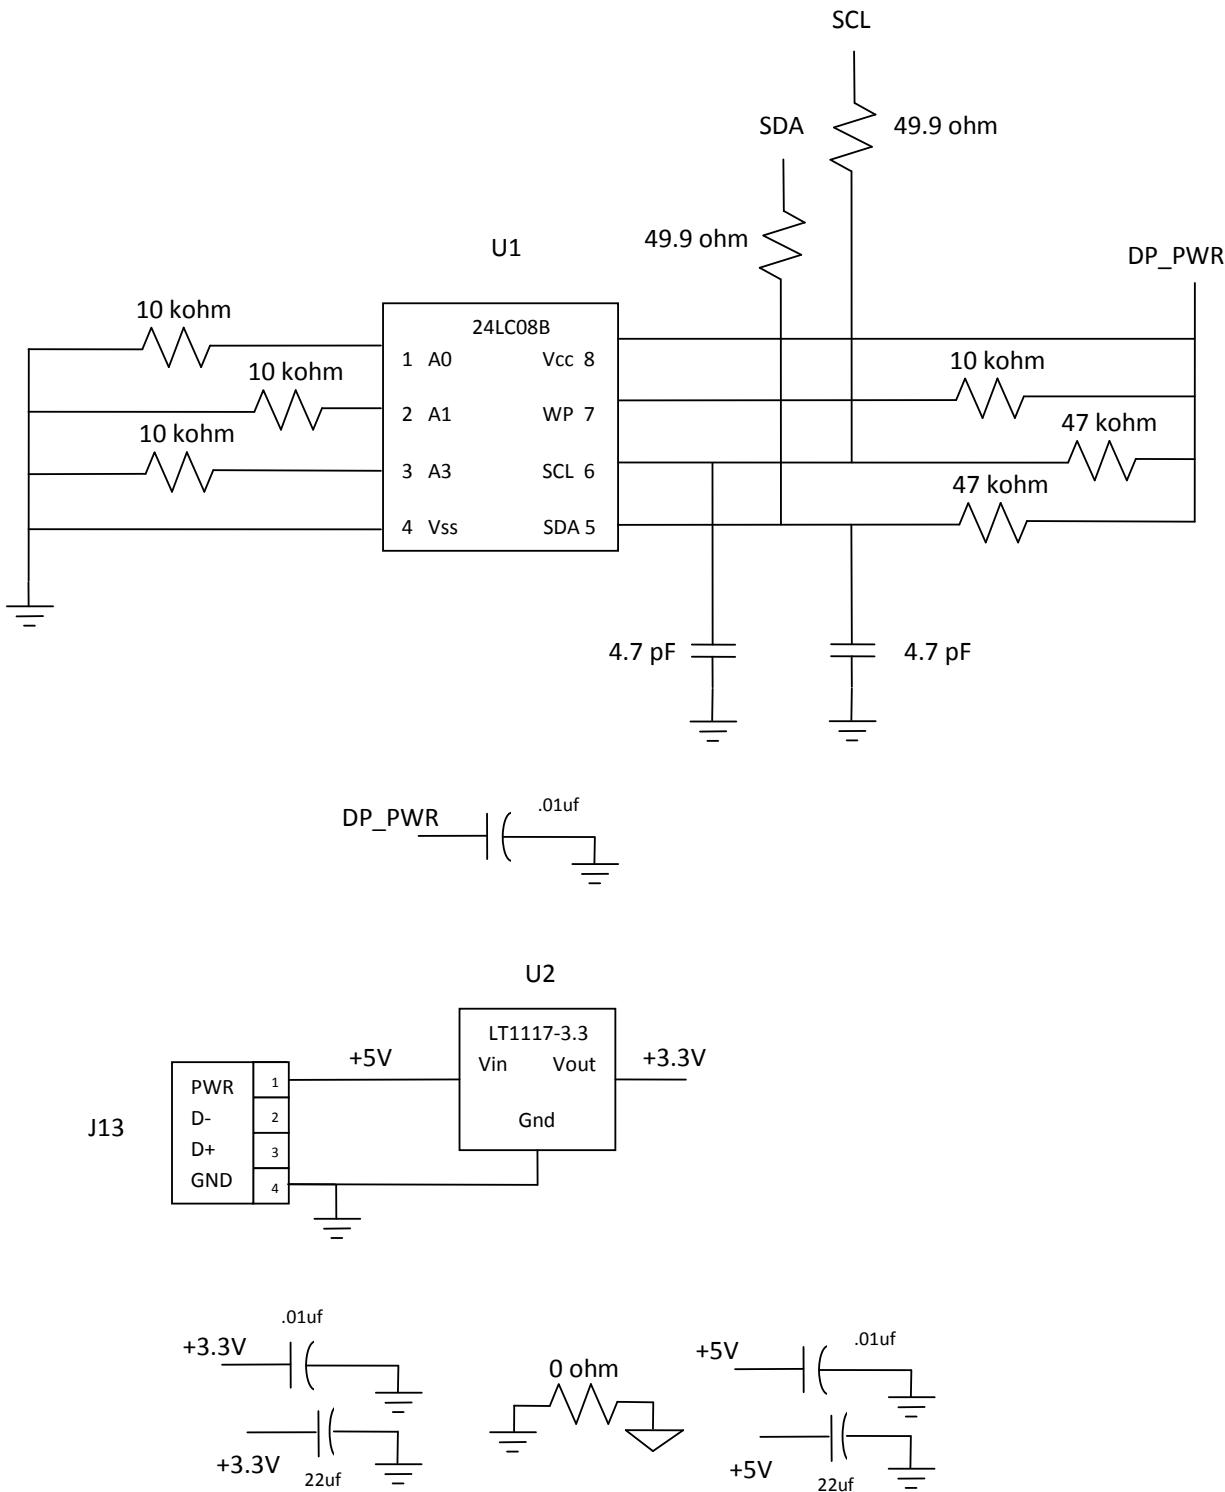 SCL
SDA
49.9 ohm
49.9 ohm
U1
DP_PWR
10 kohm
24LC08B
1 A0
Vcc 8
10 kohm
10 kohm
2 A1
WP 7
47 kohm
10 kohm
3 A3
SCL 6
47 kohm
4 Vss
SDA 5
4.7 pF
4.7 pF
DP_PWR
.01uf
U2
LT1117-3.3
+5V
Vin
Vout
+3.3V
PWR
1
J13
D-
2
Gnd
D+
3
GND
4
.01uf
+3.3V
0 ohm
+5V
.01uf
+3.3V
22uf
+5V
22uf